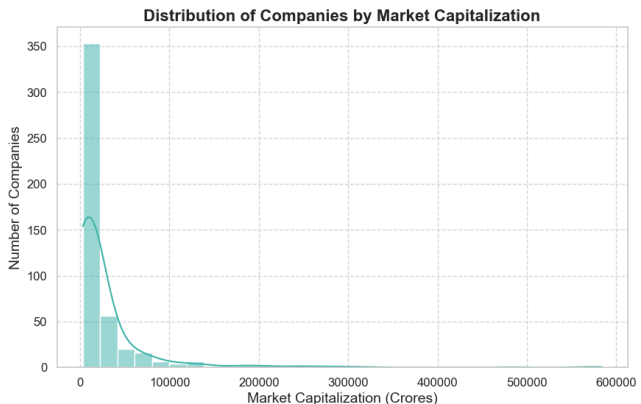 Distribution of Companies by Market Capitalization
Number of Companies
350
300
250
200
150
100
50
0
0 100000 200000 300000 400000 500000 600000
Market Capitalization (Crores)